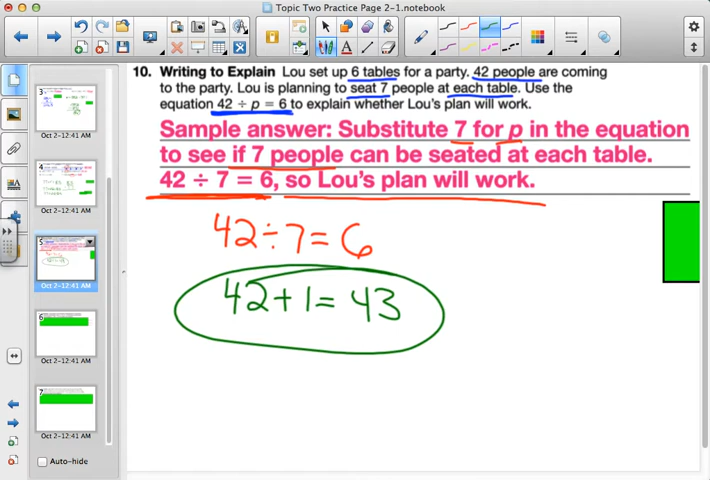 Topic Two Practice Page 2-1.notebook
10. Writing to Explain Lou set up 6 tables for a party. 42 people are coming
to the party. Lou is planning to seat 7 people at each table. Use the
equation 42 ÷ p = 6 to explain whether Lou's plan will work.
Sample answer: Substitute 7 for p in the equation
to see if 7 people can be seated at each table.
42 ÷ 7 = 6, so Lou's plan will work.
42÷7=6
42+1=43
3
Oct 2-12:41 AM
4
Oct 2-12:41 AM
5
Oct 2-12:41 AM
6
Oct 2-12:41 AM
7
Oct 2-12:41 AM
Auto-hide